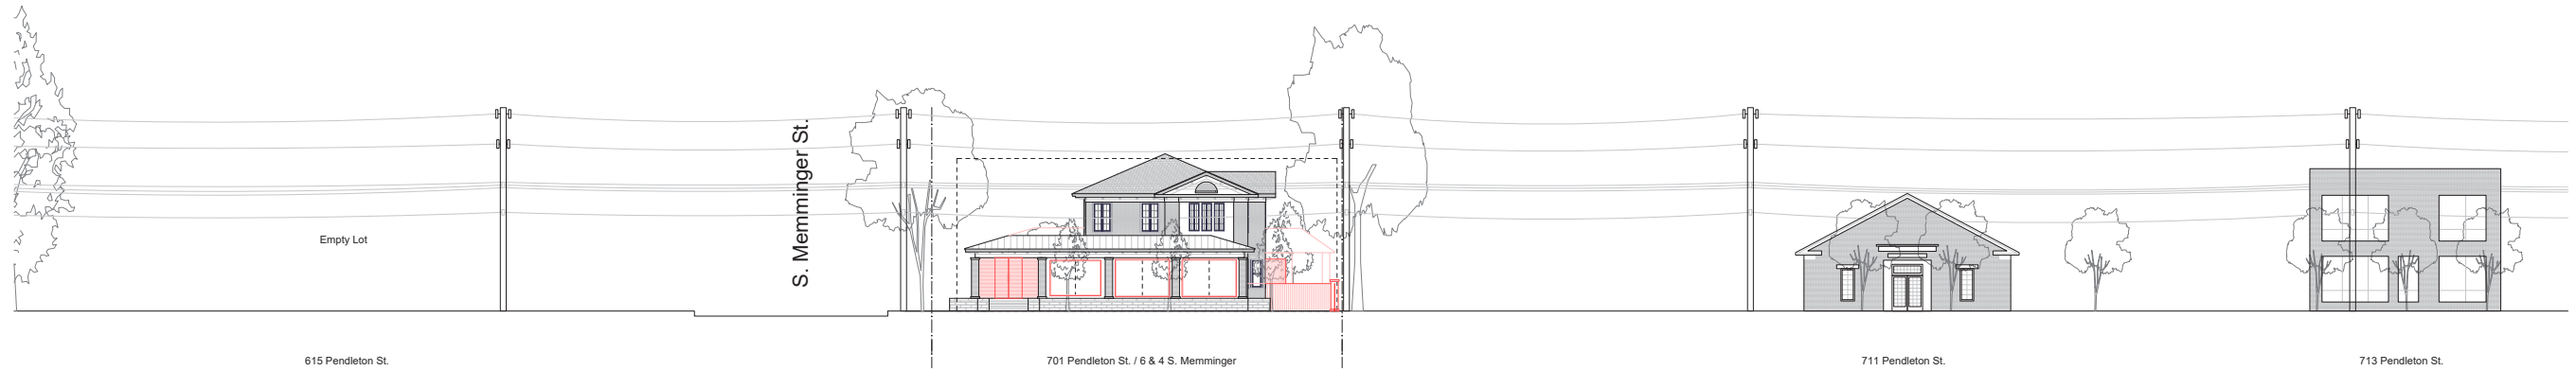 S. Memminger St.
Empty Lot
615 Pendleton St.
701 Pendleton St. / 6 & 4 S. Memminger
711 Pendleton St.
713 Pendleton St.